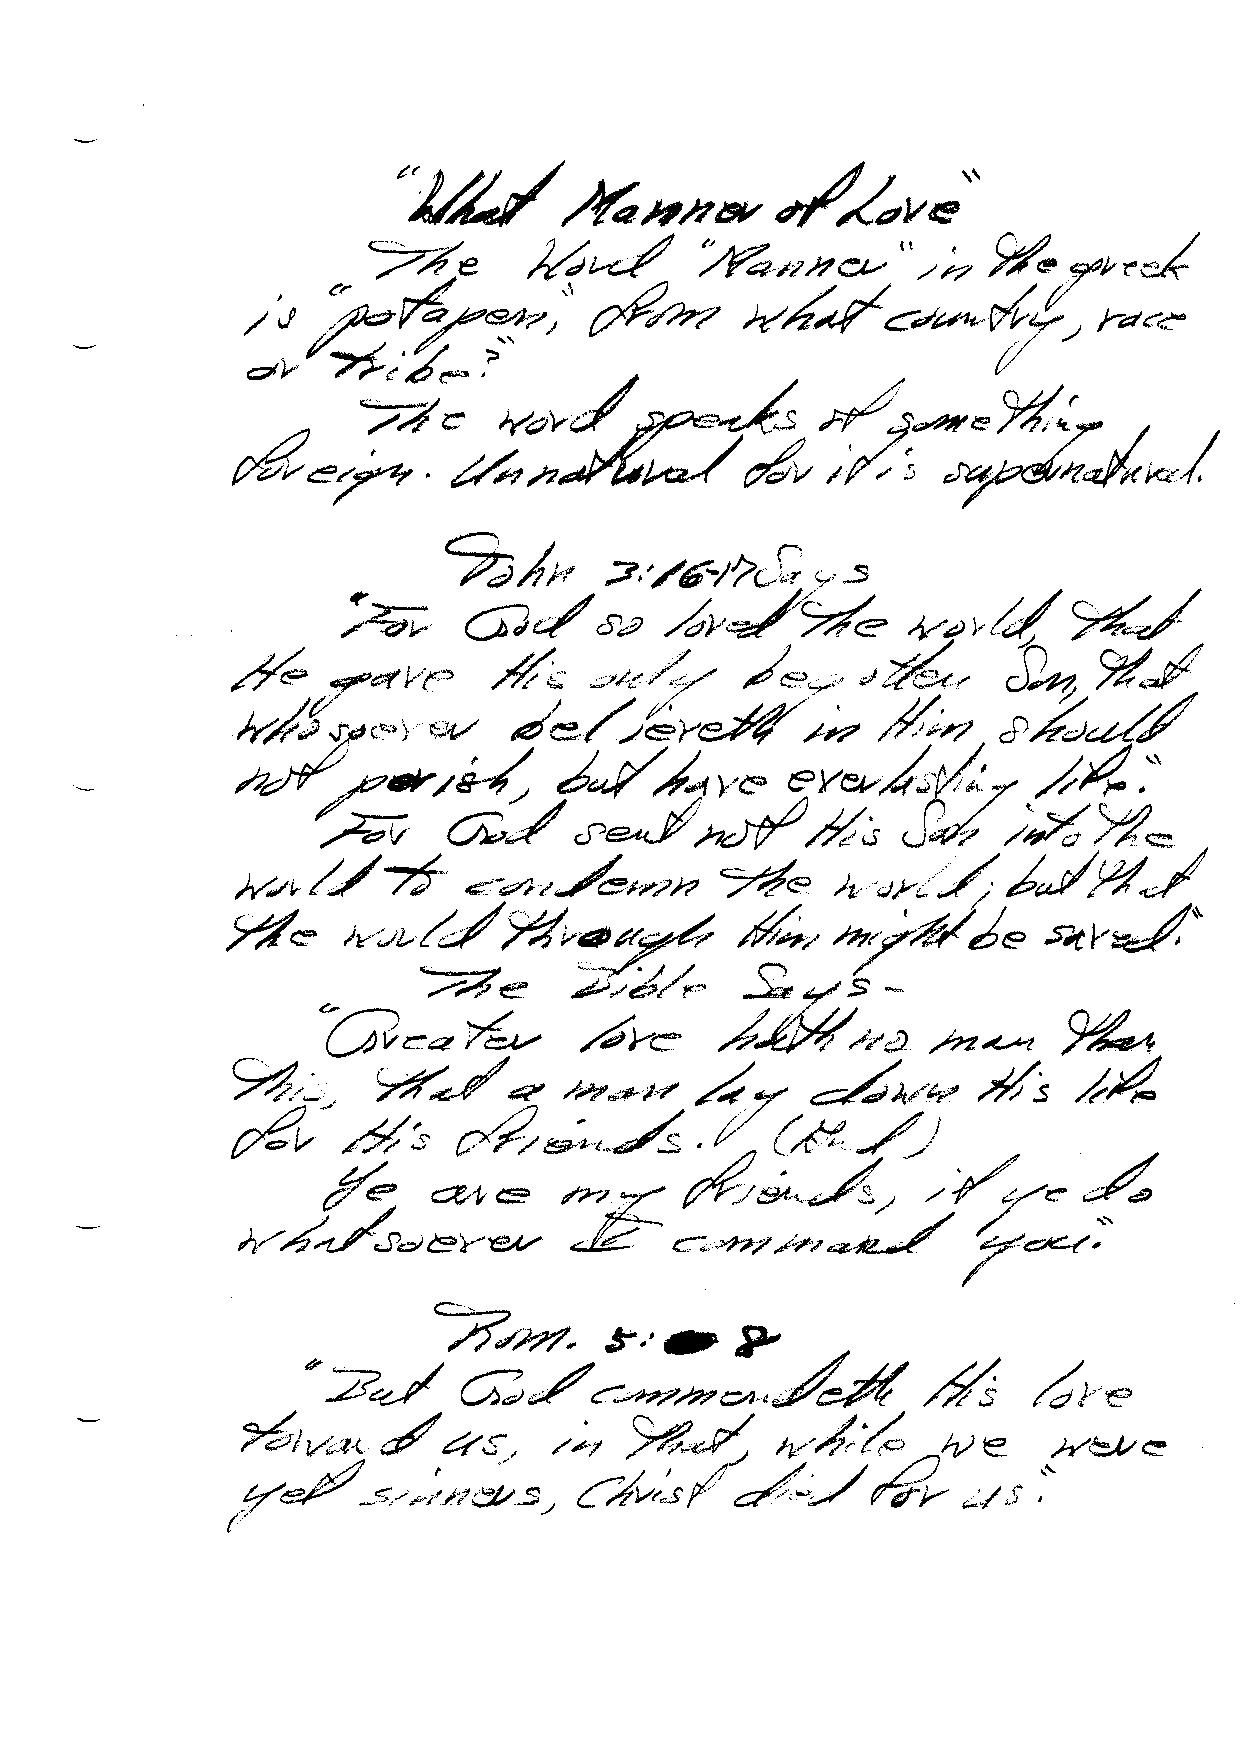 "What Manner of Love"
The Word "Manner" in the greek
is "potapen", from what country, race
or tribe?"
The word speaks of something
foreign. Unnatural for it is supernatural.
John 3:16-17 Says
"For God so loved the world, that
He gave His only begotten Son, that
whosoever believeth in Him should
not perish, but have everlasting life."
For God sent not His Son into the
world to condemn the world; but that
the world through Him might be saved."
The Bible Says-
"Greater love hath no man than
this, that a man lay down His life
for His friends. (End)
Ye are my friends, if ye do
whatsoever I command you."
Rom. 5: 8
"But God commendeth His love
toward us, in that, while we were
yet sinners, Christ died for us."